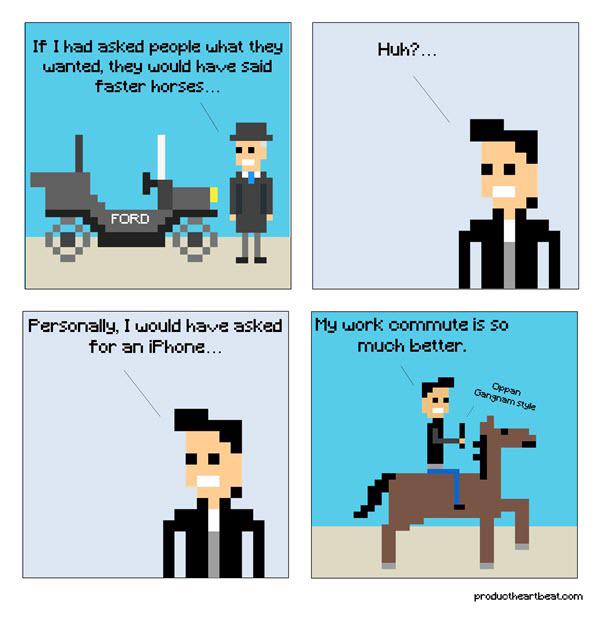 If I had asked people what they
wanted, they would have said
faster horses...
FORD
Huh?...
Personally, I would have asked
for an iPhone...
My work commute is so
much better.
Oppan
Gangnam style
productheartbeat.com